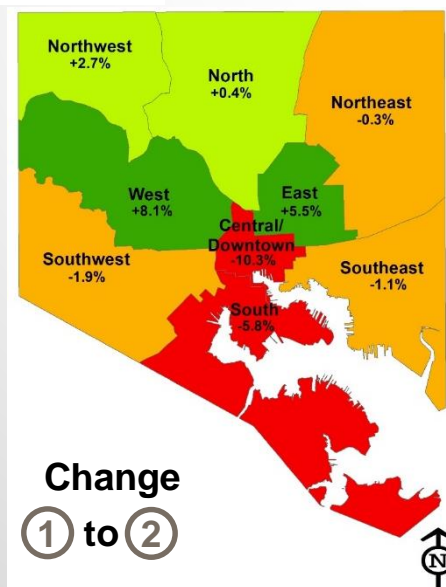 Northwest
+2.7%
North
+0.4%
Northeast
-0.3%
West
+8.1%
East
+5.5%
Central/
Downtown
-10.3%
Southwest
-1.9%
Southeast
-1.1%
South
-5.8%
Change
1 to 2
N